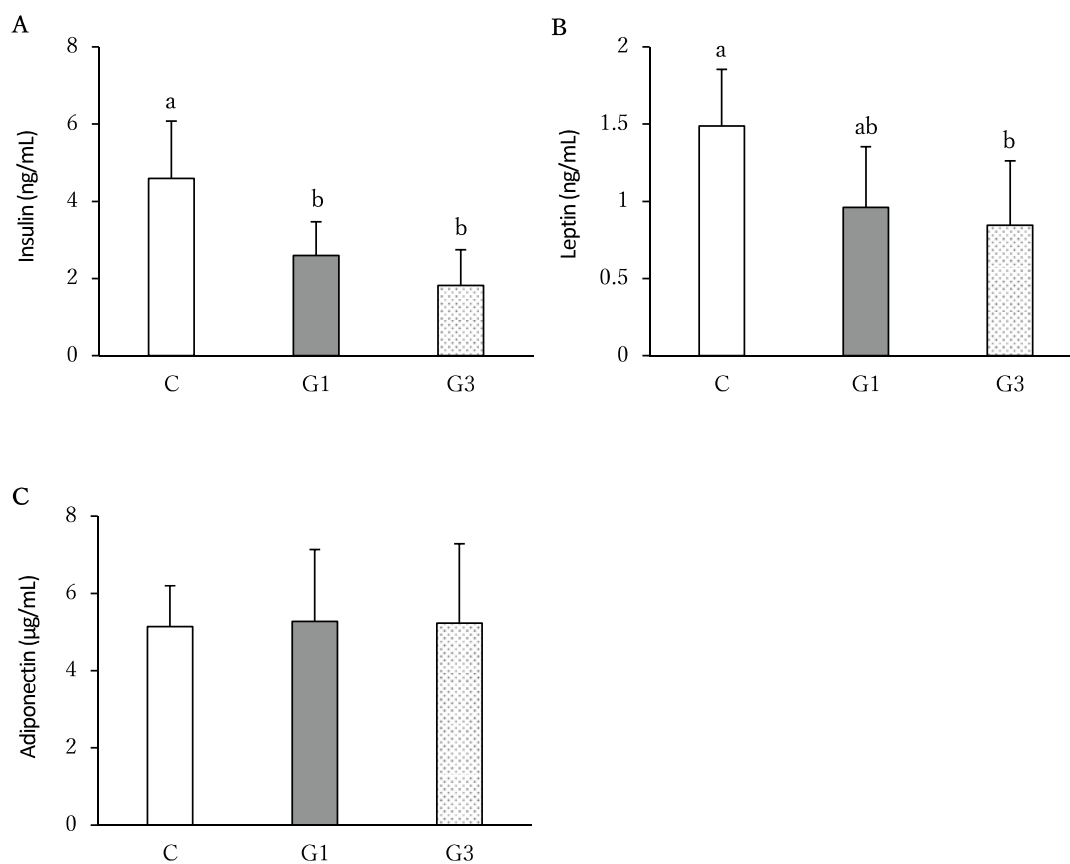 A
Insulin (ng/mL)
8
6
4
2
0
a
b
b
C
G1
G3
B
Leptin (ng/mL)
2
1.5
1
0.5
0
a
ab
b
C
G1
G3
C
Adiponectin (μg/mL)
8
6
4
2
0
C
G1
G3